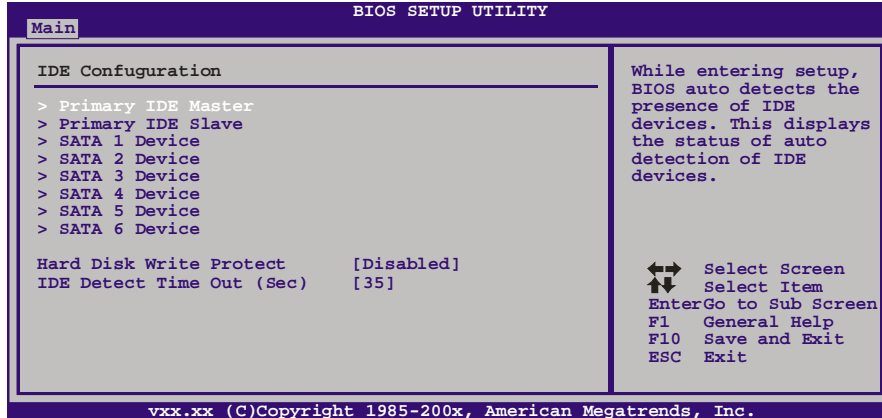 BIOS SETUP UTILITY
Main
IDE Confuguration
> Primary IDE Master
> Primary IDE Slave
> SATA 1 Device
> SATA 2 Device
> SATA 3 Device
> SATA 4 Device
> SATA 5 Device
> SATA 6 Device
Hard Disk Write Protect [Disabled]
IDE Detect Time Out (Sec) [35]
While entering setup,
BIOS auto detects the
presence of IDE
devices. This displays
the status of auto
detection of IDE
devices.
Select Screen
Select Item
EnterGo to Sub Screen
F1 General Help
F10 Save and Exit
ESC Exit
vxx.xx (C)Copyright 1985-200x, American Megatrends, Inc.